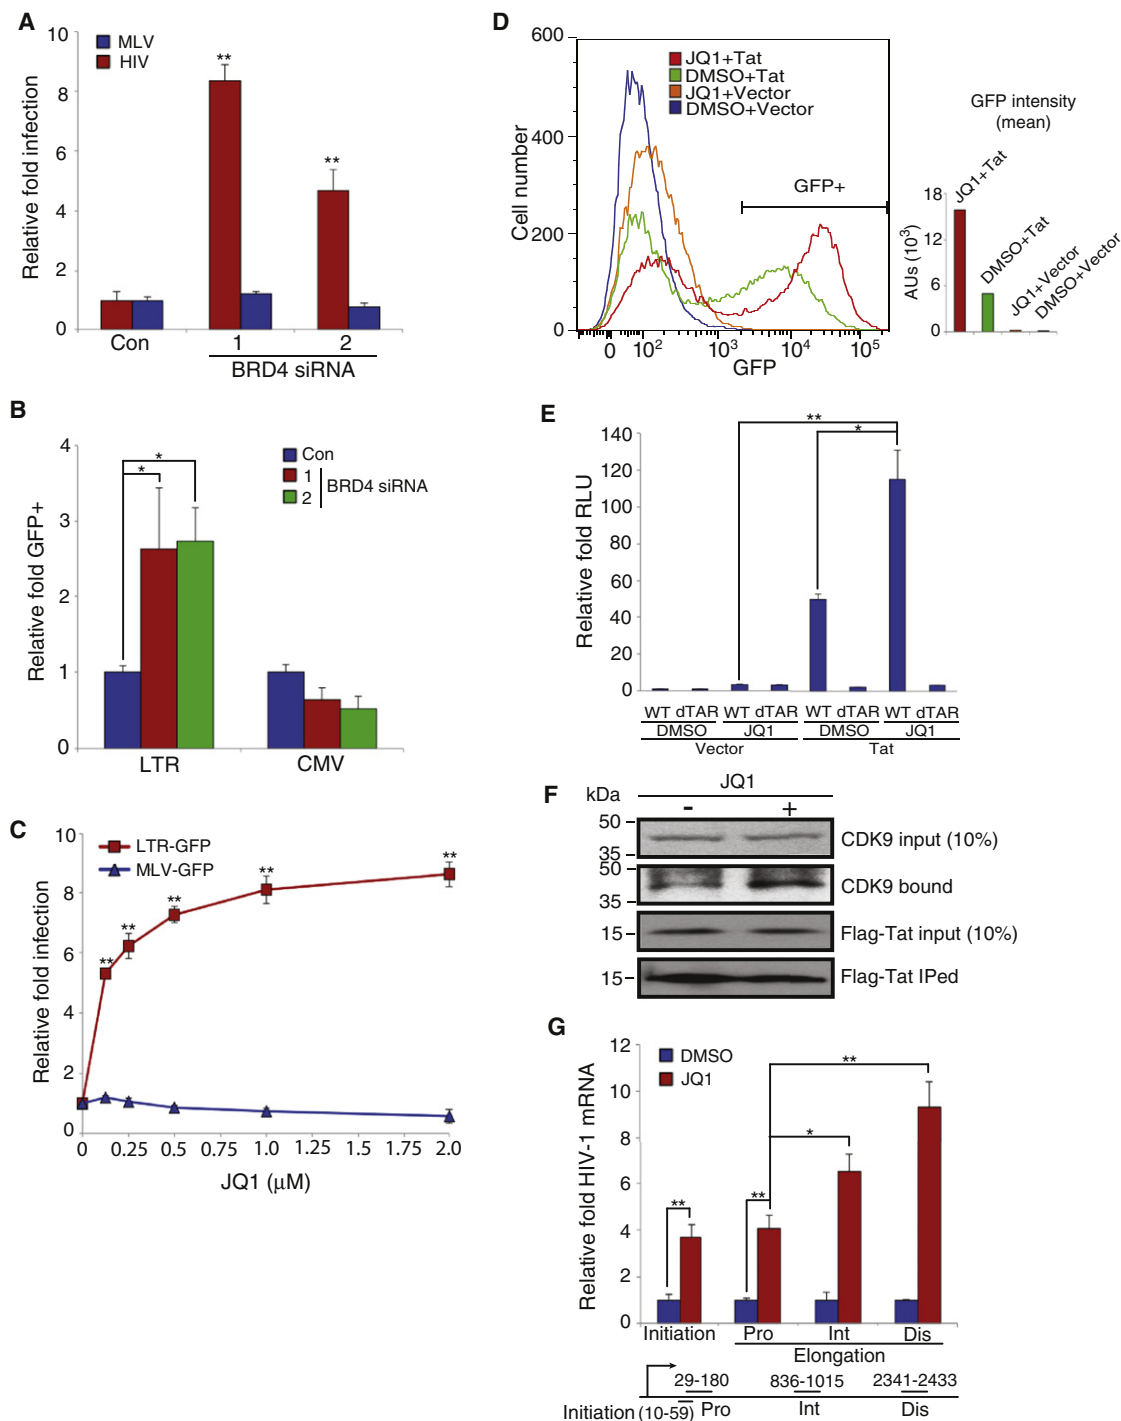 A
10
8
6
4
2
0
Relative fold infection
MLV
HIV
**
**
Con
1
2
BRD4 siRNA
B
4
3
2
1
0
Relative fold GFP+
Con
1
2
BRD4 siRNA
*
*
LTR
CMV
C
10
8
6
4
2
0
Relative fold infection
LTR-GFP
MLV-GFP
**
**
**
**
**
0
0.25
0.5
0.75
1.0
1.25
1.5
1.75
2.0
JQ1 (µM)
D
600
400
200
0
Cell number
JQ1+Tat
DMSO+Tat
JQ1+Vector
DMSO+Vector
GFP+
0
10²
10³
10⁴
10⁵
GFP
GFP intensity
(mean)
18
12
6
0
AUs (10³)
JQ1+Tat
DMSO+Tat
JQ1+Vector
DMSO+Vector
E
140
120
100
80
60
40
20
0
Relative fold RLU
**
*
WT dTAR WT dTAR WT dTAR WT dTAR
DMSO JQ1 DMSO JQ1
Vector Tat
F
JQ1
kDa
- +
50
35
CDK9 input (10%)
50
35
CDK9 bound
15
Flag-Tat input (10%)
15
Flag-Tat IPed
G
12
10
8
6
4
2
0
Relative fold HIV-1 mRNA
DMSO
JQ1
**
**
*
**
Initiation Pro Int Dis
Elongation
29-180 836-1015 2341-2433
Initiation (10-59) Pro Int Dis